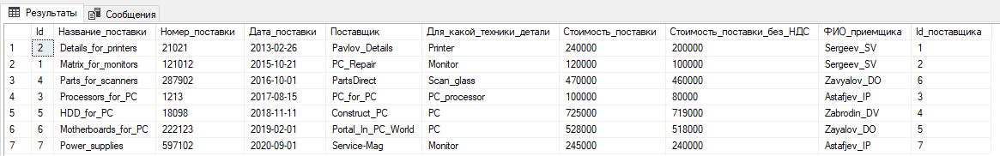 Результаты Сообщения
Id Название_поставки Номер_поставки Дата_поставки Поставщик Для_какой_техники_детали Стоимость_поставки Стоимость_поставки_без_НДС ФИО_приемщика Id_поставщика
1 2 Details_for_printers 21021 2013-02-26 Pavlov_Details Printer 240000 200000 Sergeev_SV 1
2 1 Matrix_for_monitors 121012 2015-10-21 PC_Repair Monitor 120000 100000 Sergeev_SV 2
3 4 Parts_for_scanners 287902 2016-10-01 PartsDirect Scan_glass 470000 460000 Zavyalov_DO 6
4 3 Processors_for_PC 1213 2017-08-15 PC_for_PC PC_processor 100000 80000 Astafjev_IP 3
5 5 HDD_for_PC 18098 2018-11-11 Construct_PC PC 725000 719000 Zabrodin_DV 4
6 6 Motherboards_for_PC 222123 2019-02-01 Portal_In_PC_World PC 528000 518000 Zayalov_DO 5
7 7 Power_supplies 597102 2020-09-01 Service-Mag Monitor 245000 240000 Astafjev_IP 7